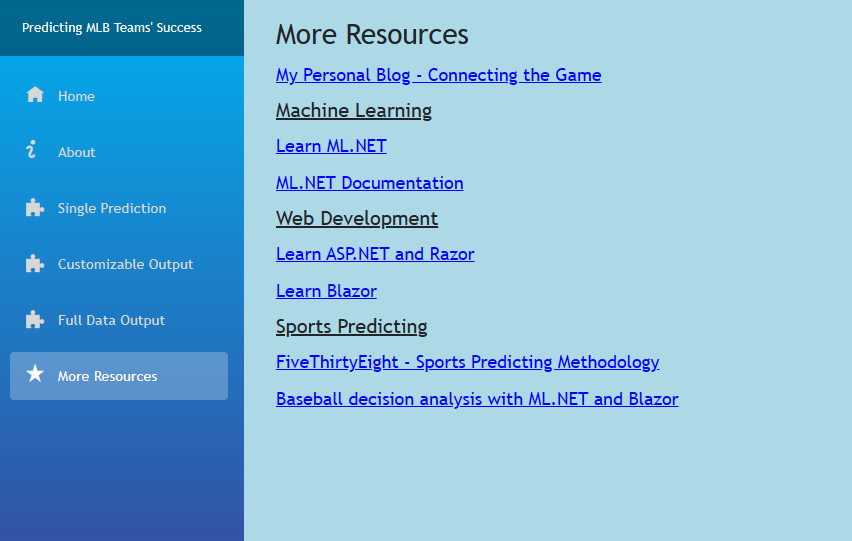 Predicting MLB Teams' Success
Home
About
Single Prediction
Customizable Output
Full Data Output
More Resources
More Resources
My Personal Blog - Connecting the Game
Machine Learning
Learn ML.NET
ML.NET Documentation
Web Development
Learn ASP.NET and Razor
Learn Blazor
Sports Predicting
FiveThirtyEight - Sports Predicting Methodology
Baseball decision analysis with ML.NET and Blazor